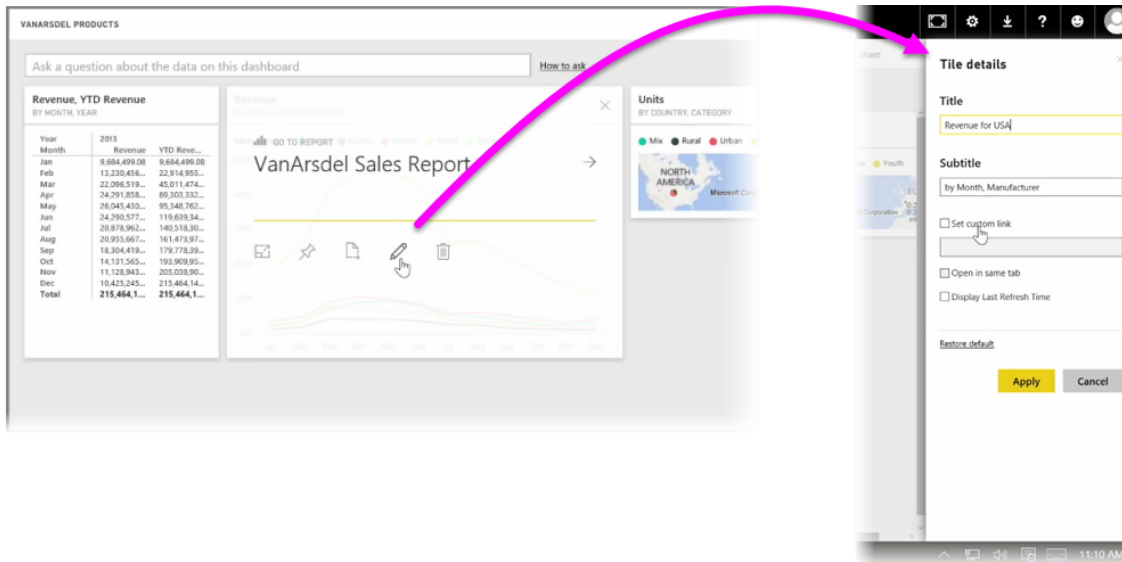 VANARSDEL PRODUCTS
Ask a question about the data on this dashboard
How to ask
Revenue, YTD Revenue
BY MONTH, YEAR
Year 2013
Month Revenue YTD Reve...
Jan 9,684,499.08 9,684,499.08
Feb 13,230,456... 22,914,955...
Mar 22,096,519... 45,011,474...
Apr 24,291,858... 69,303,332...
May 26,045,430... 95,348,762...
Jun 24,290,577... 119,639,34...
Jul 20,878,962... 140,518,30...
Aug 20,955,667... 161,473,97...
Sep 18,304,419... 179,778,39...
Oct 14,131,565... 193,909,95...
Nov 11,128,943... 205,038,90...
Dec 10,425,245... 215,464,14...
Total 215,464,1... 215,464,1...
Revenue
GO TO REPORT
VanArsdel Sales Report
Units
BY COUNTRY, CATEGORY
Mix Rural Urban
NORTH
AMERICA
Share
Youth
Tile details
Title
Revenue for USA
Subtitle
by Month, Manufacturer
Set custom link
Open in same tab
Display Last Refresh Time
Restore default
Apply Cancel
11:10 AM